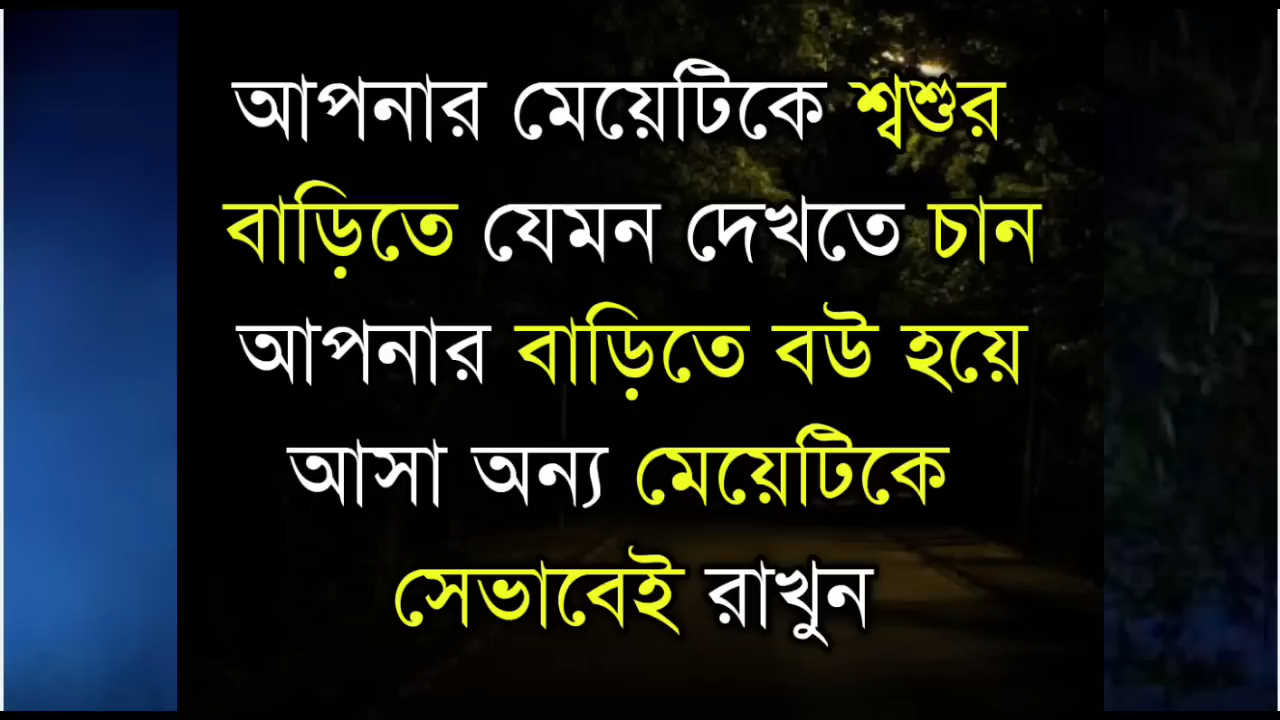 আপনার মেয়েটিকে শ্বশুর
বাড়িতে যেমন দেখতে চান
আপনার বাড়িতে বউ হয়ে
আসা অন্য মেয়েটিকে
সেভাবেই রাখুন